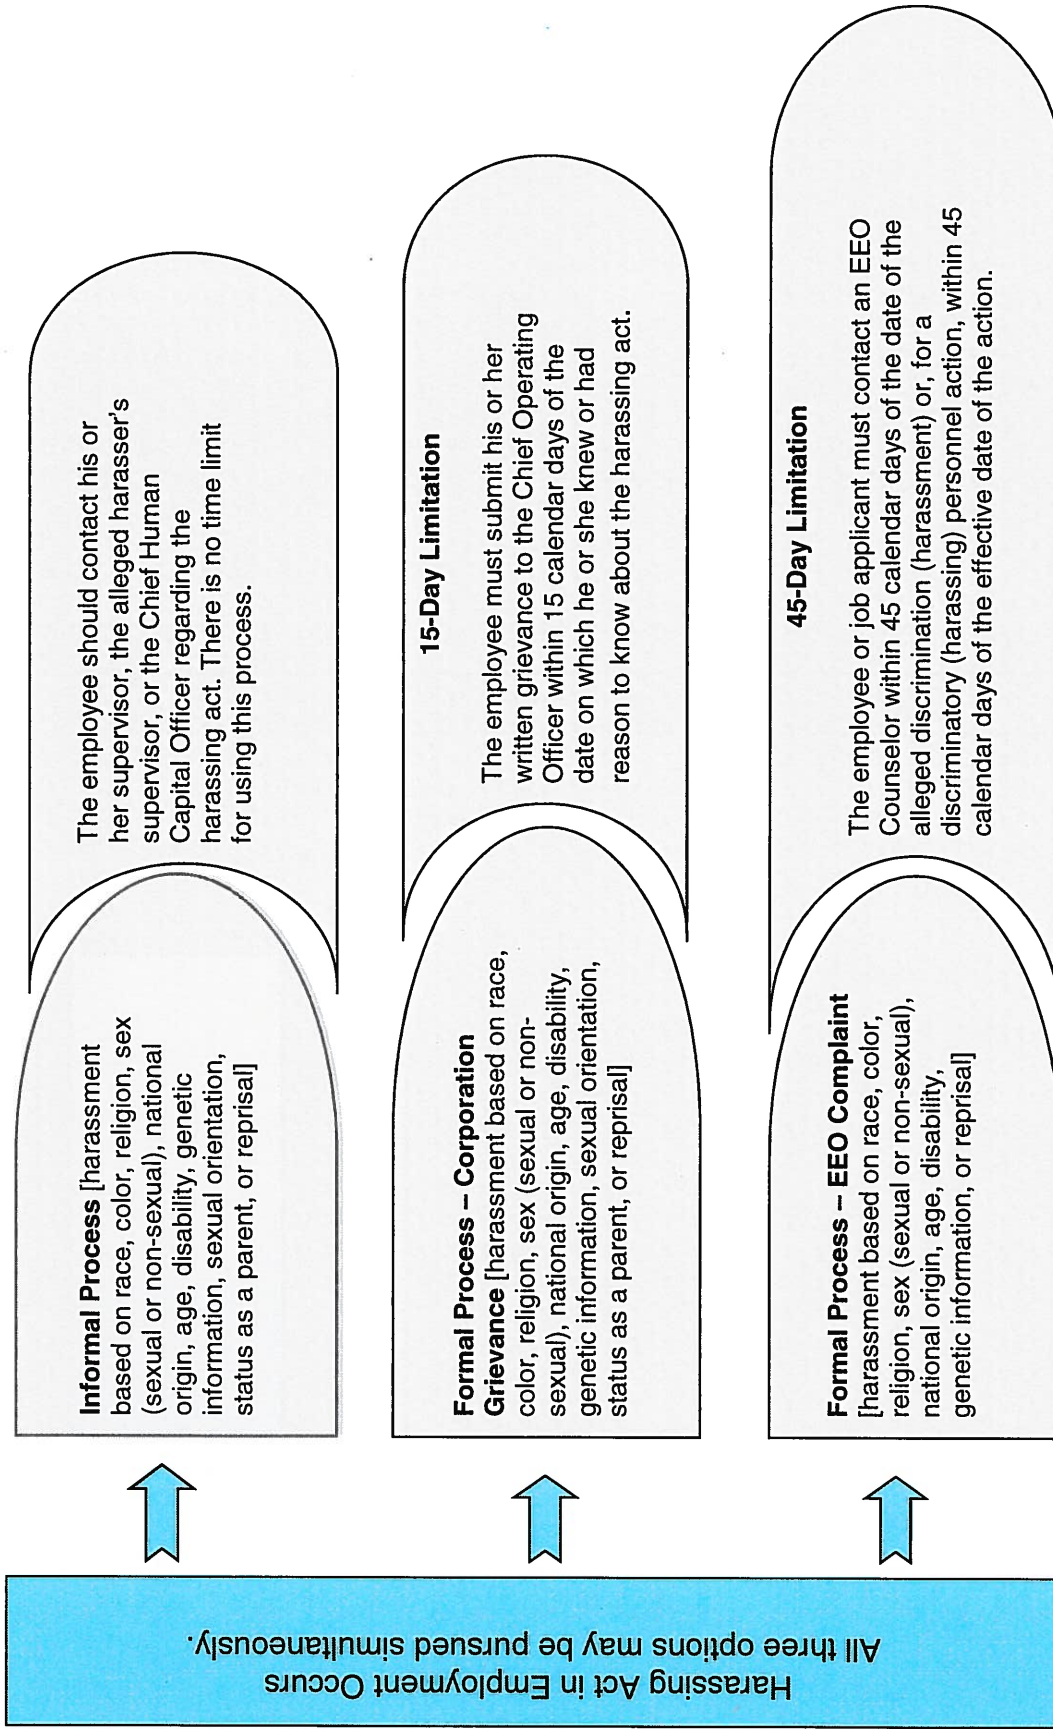 Harassing Act in Employment Occurs
All three options may be pursued simultaneously.
Informal Process [harassment
based on race, color, religion, sex
(sexual or non-sexual), national
origin, age, disability, genetic
information, sexual orientation,
status as a parent, or reprisal]
The employee should contact his or
her supervisor, the alleged harasser's
supervisor, or the Chief Human
Capital Officer regarding the
harassing act. There is no time limit
for using this process.
Formal Process – Corporation
Grievance [harassment based on race,
color, religion, sex (sexual or non-
sexual), national origin, age, disability,
genetic information, sexual orientation,
status as a parent, or reprisal]
15-Day Limitation
The employee must submit his or her
written grievance to the Chief Operating
Officer within 15 calendar days of the
date on which he or she knew or had
reason to know about the harassing act.
Formal Process – EEO Complaint
[harassment based on race, color,
religion, sex (sexual or non-sexual),
national origin, age, disability,
genetic information, or reprisal]
45-Day Limitation
The employee or job applicant must contact an EEO
Counselor within 45 calendar days of the date of the
alleged discrimination (harassment) or, for a
discriminatory (harassing) personnel action, within 45
calendar days of the effective date of the action.